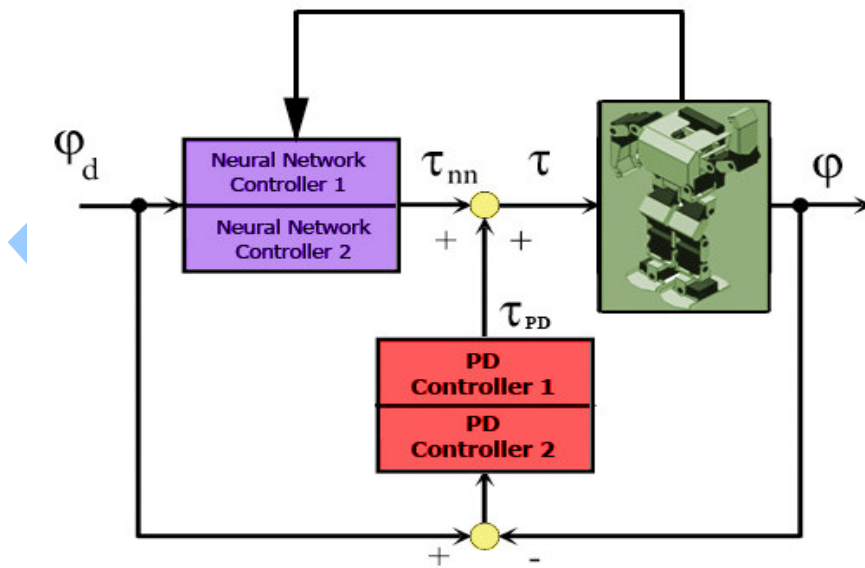 φd
Neural Network
Controller 1
Neural Network
Controller 2
τnn
τ
φ
+
+
τPD
PD
Controller 1
PD
Controller 2
+
-